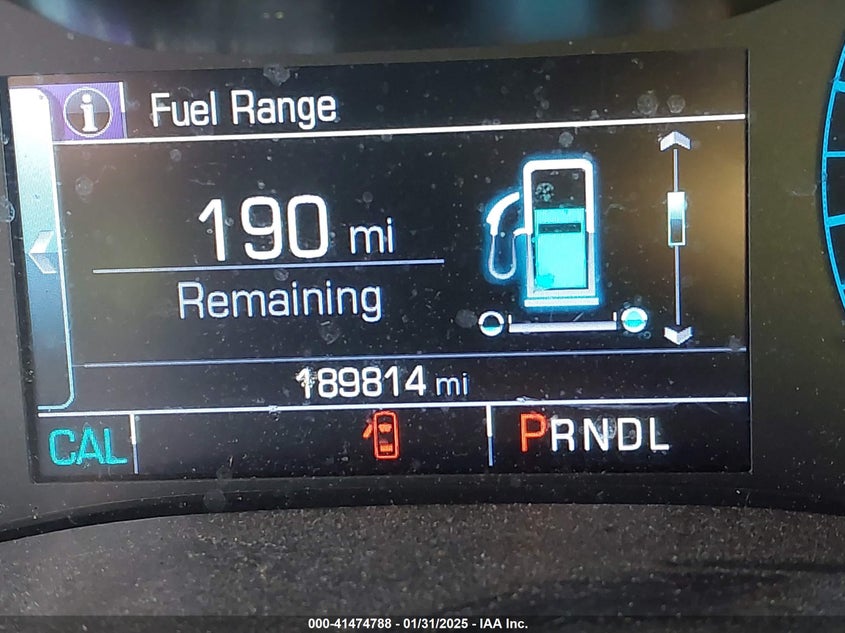 i Fuel Range
190 mi
Remaining
189814 mi
CAL PRNDL
000-41474788 - 01/31/2025 - IAA Inc.